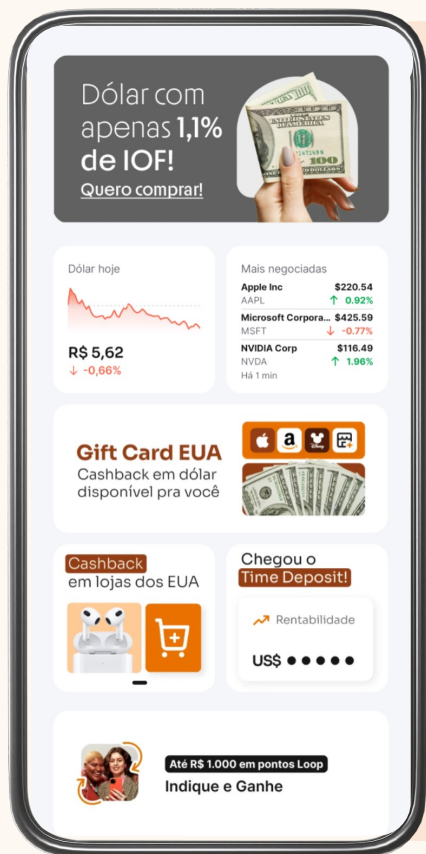 Dólar com
apenas 1,1%
de IOF!
Quero comprar!
Dólar hoje
R$ 5,62
↓ -0,66%
Mais negociadas
Apple Inc $220.54
AAPL ↑ 0.92%
Microsoft Corpora... $425.59
MSFT ↓ -0.77%
NVIDIA Corp $116.49
NVDA ↑ 1.96%
Há 1 min
Gift Card EUA
Cashback em dólar
disponível pra você
Cashback
em lojas dos EUA
Chegou o
Time Deposit!
Rentabilidade
US$ ● ● ● ● ●
Até R$ 1.000 em pontos Loop
Indique e Ganhe